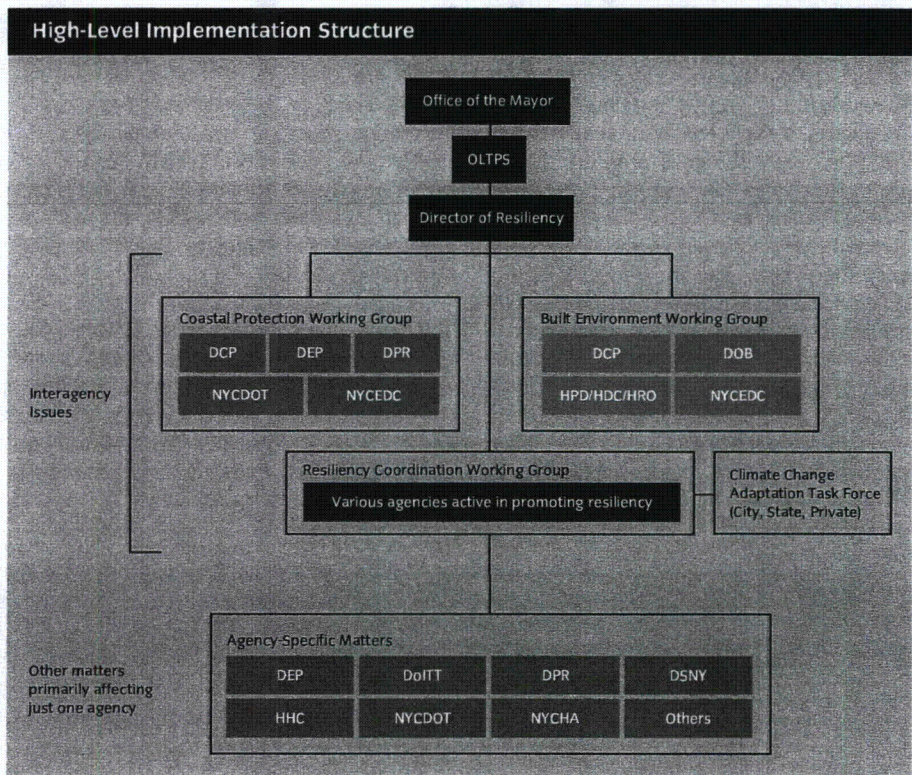 High-Level Implementation Structure
Office of the Mayor
OLTPS
Director of Resiliency
Interagency
Issues
Coastal Protection Working Group
DCP
DEP
DPR
NYCDOT
NYCEDC
Built Environment Working Group
DCP
DOB
HPD/HDC/HRO
NYCEDC
Resiliency Coordination Working Group
Various agencies active in promoting resiliency
Climate Change
Adaptation Task Force
(City, State, Private)
Other matters
primarily affecting
just one agency
Agency-Specific Matters
DEP
DoITT
DPR
DSNY
HHC
NYCDOT
NYCHA
Others